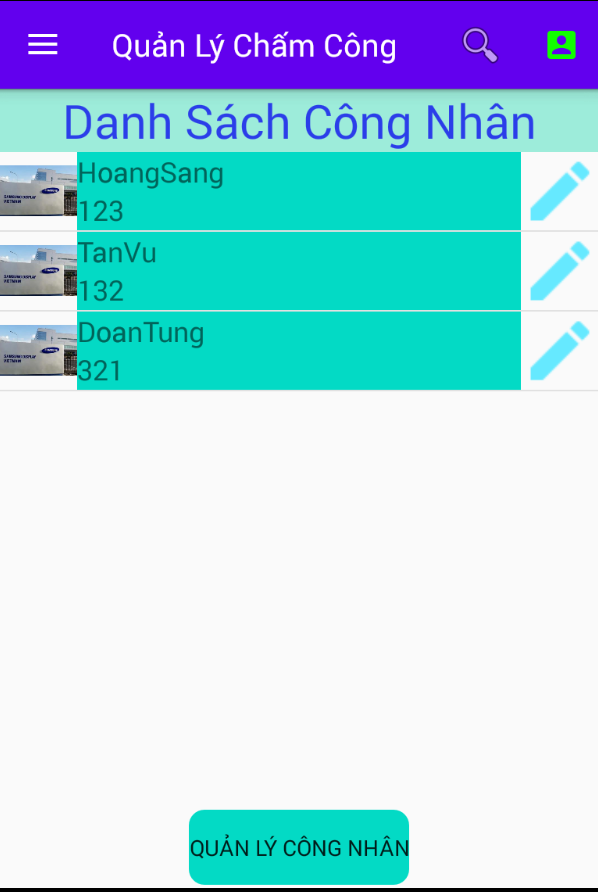 Quản Lý Chấm Công
Danh Sách Công Nhân
HoangSang
123
TanVu
132
DoanTung
321
QUẢN LÝ CÔNG NHÂN